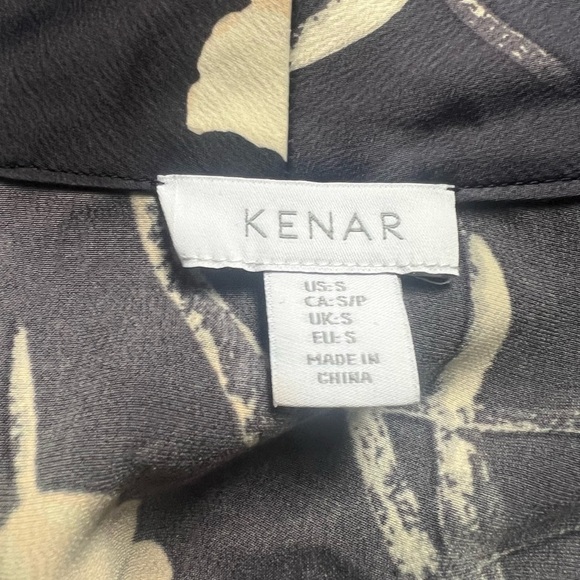 KENAR
US:S
CA:S/P
UK:S
EU:S
MADE IN
CHINA